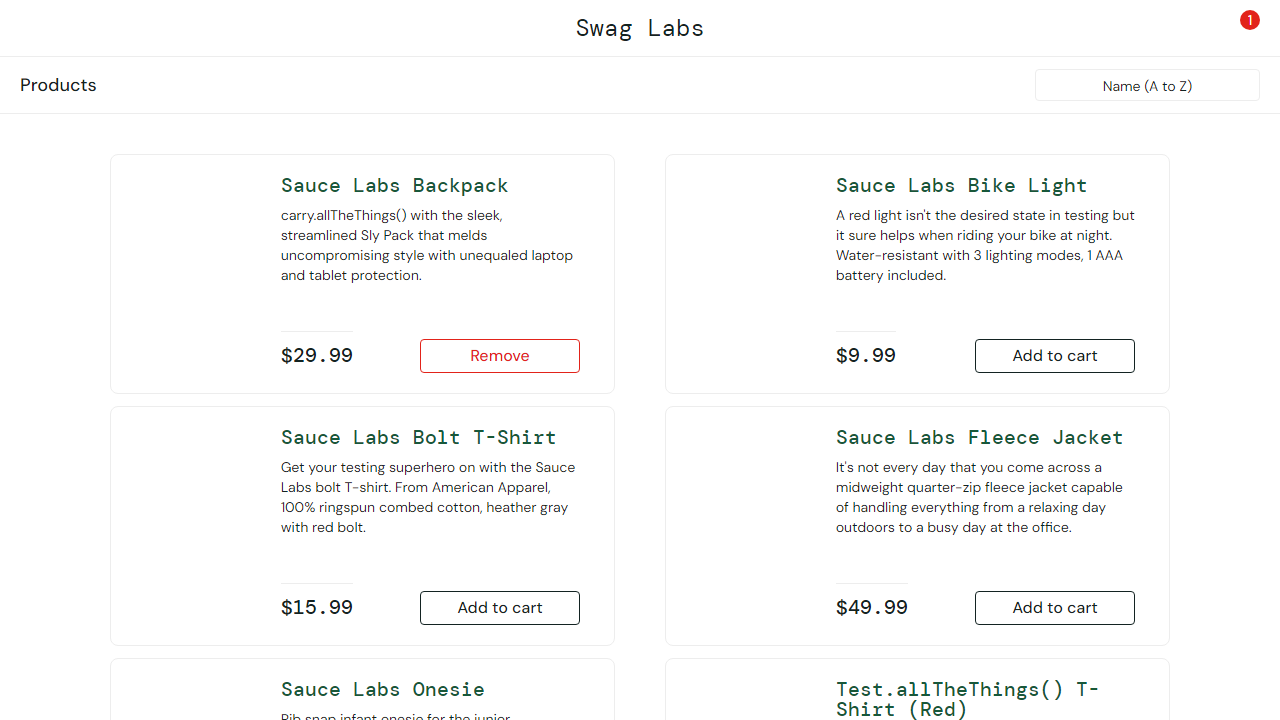 Swag Labs
1
Products
Name (A to Z)
Sauce Labs Backpack
carry.allTheThings() with the sleek,
streamlined Sly Pack that melds
uncompromising style with unequaled laptop
and tablet protection.
$29.99
Remove
Sauce Labs Bike Light
A red light isn't the desired state in testing but
it sure helps when riding your bike at night.
Water-resistant with 3 lighting modes, 1 AAA
battery included.
$9.99
Add to cart
Sauce Labs Bolt T-Shirt
Get your testing superhero on with the Sauce
Labs bolt T-shirt. From American Apparel,
100% ringspun combed cotton, heather gray
with red bolt.
$15.99
Add to cart
Sauce Labs Fleece Jacket
It's not every day that you come across a
midweight quarter-zip fleece jacket capable
of handling everything from a relaxing day
outdoors to a busy day at the office.
$49.99
Add to cart
Sauce Labs Onesie
Rib snap infant onesie for the junior
Test.allTheThings() T-
Shirt (Red)